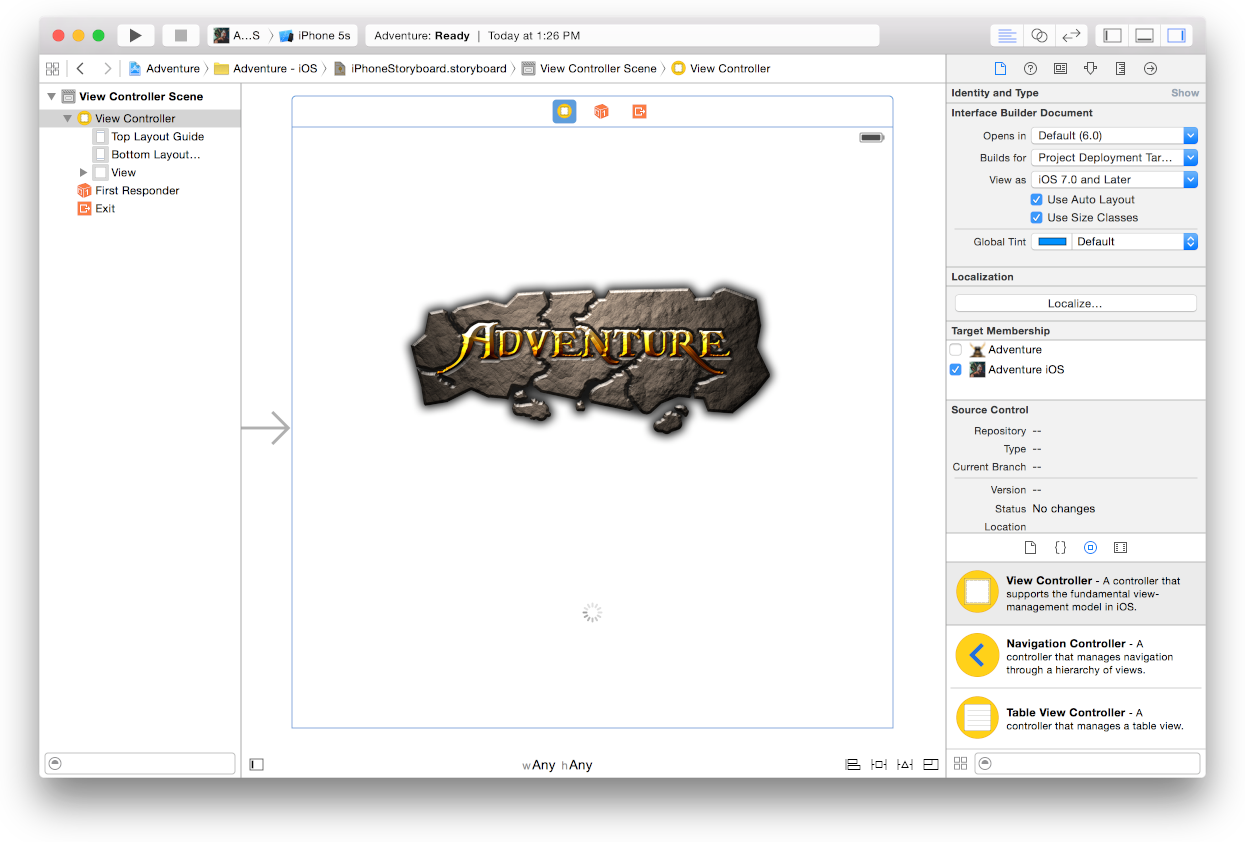 A...S 〉 iPhone 5s
Adventure: Ready | Today at 1:26 PM
Adventure 〉 Adventure - iOS 〉 iPhoneStoryboard.storyboard 〉 View Controller Scene 〉 View Controller
View Controller Scene
View Controller
Top Layout Guide
Bottom Layout...
View
First Responder
Exit
ADVENTURE
wAny hAny
Identity and Type Show
Interface Builder Document
Opens in Default (6.0)
Builds for Project Deployment Tar...
View as iOS 7.0 and Later
Use Auto Layout
Use Size Classes
Global Tint Default
Localization
Localize...
Target Membership
Adventure
Adventure iOS
Source Control
Repository --
Type --
Current Branch --
Version --
Status No changes
Location
{}
View Controller - A controller that
supports the fundamental view-
management model in iOS.
Navigation Controller - A
controller that manages navigation
through a hierarchy of views.
Table View Controller - A
controller that manages a table view.